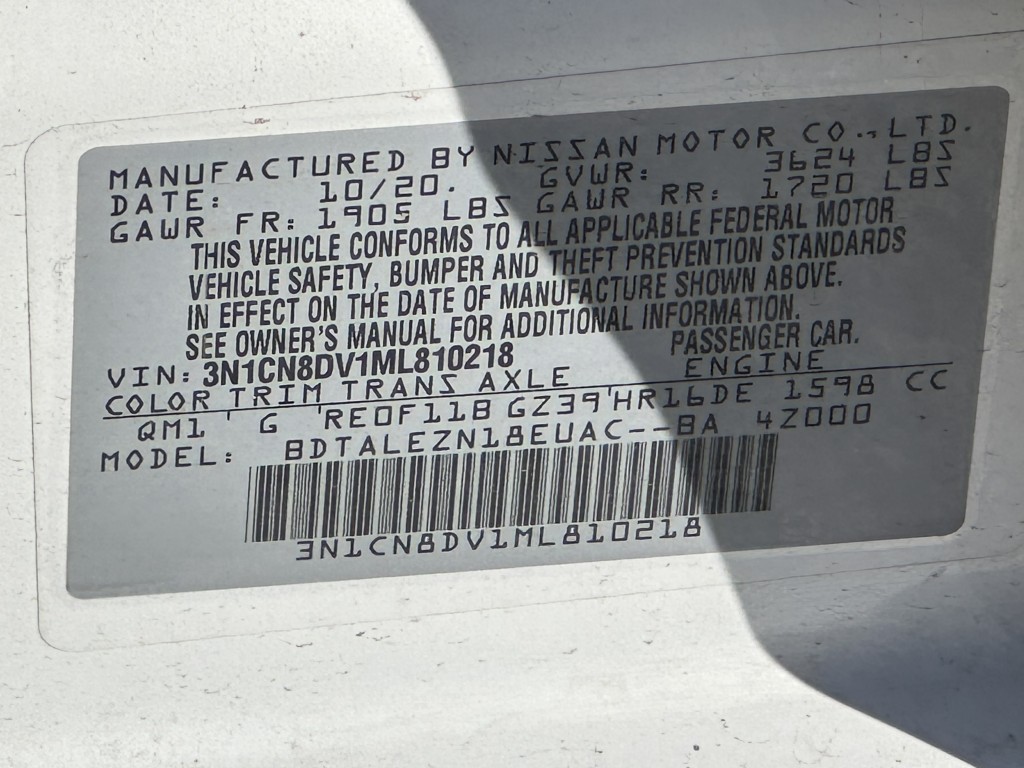 MANUFACTURED BY NISSAN MOTOR CO., LTD.
DATE: 10/20. GVWR: 3624 LBS
GAWR FR: 1905 LBS GAWR RR: 1720 LBS
THIS VEHICLE CONFORMS TO ALL APPLICABLE FEDERAL MOTOR
VEHICLE SAFETY, BUMPER AND THEFT PREVENTION STANDARDS
IN EFFECT ON THE DATE OF MANUFACTURE SHOWN ABOVE.
SEE OWNER'S MANUAL FOR ADDITIONAL INFORMATION.
VIN: 3N1CN8DV1ML810218 PASSENGER CAR.
COLOR TRIM TRANS AXLE ENGINE
QM1 ' G 'RE0F11B GZ39'HR16DE 1598 CC
MODEL: BDTALEZN18EUAC--BA 4Z000
3N1CN8DV1ML810218